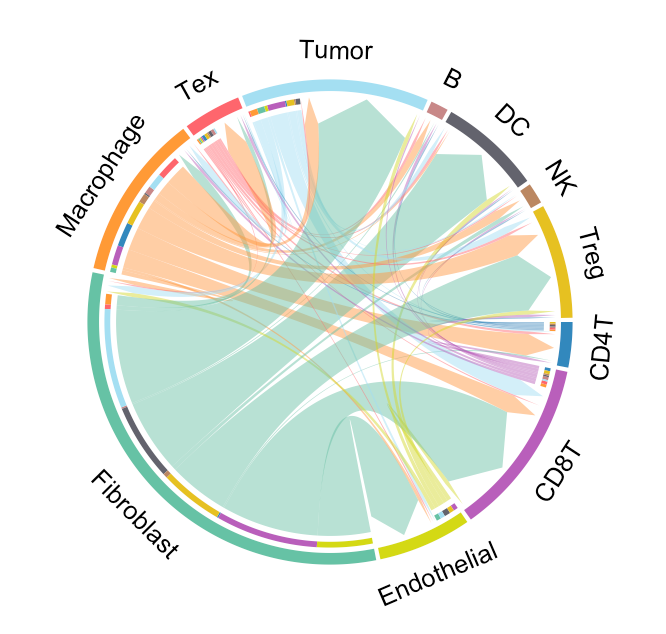 Tumor
B
DC
NK
Treg
CD4T
CD8T
Endothelial
Fibroblast
Macrophage
Tex